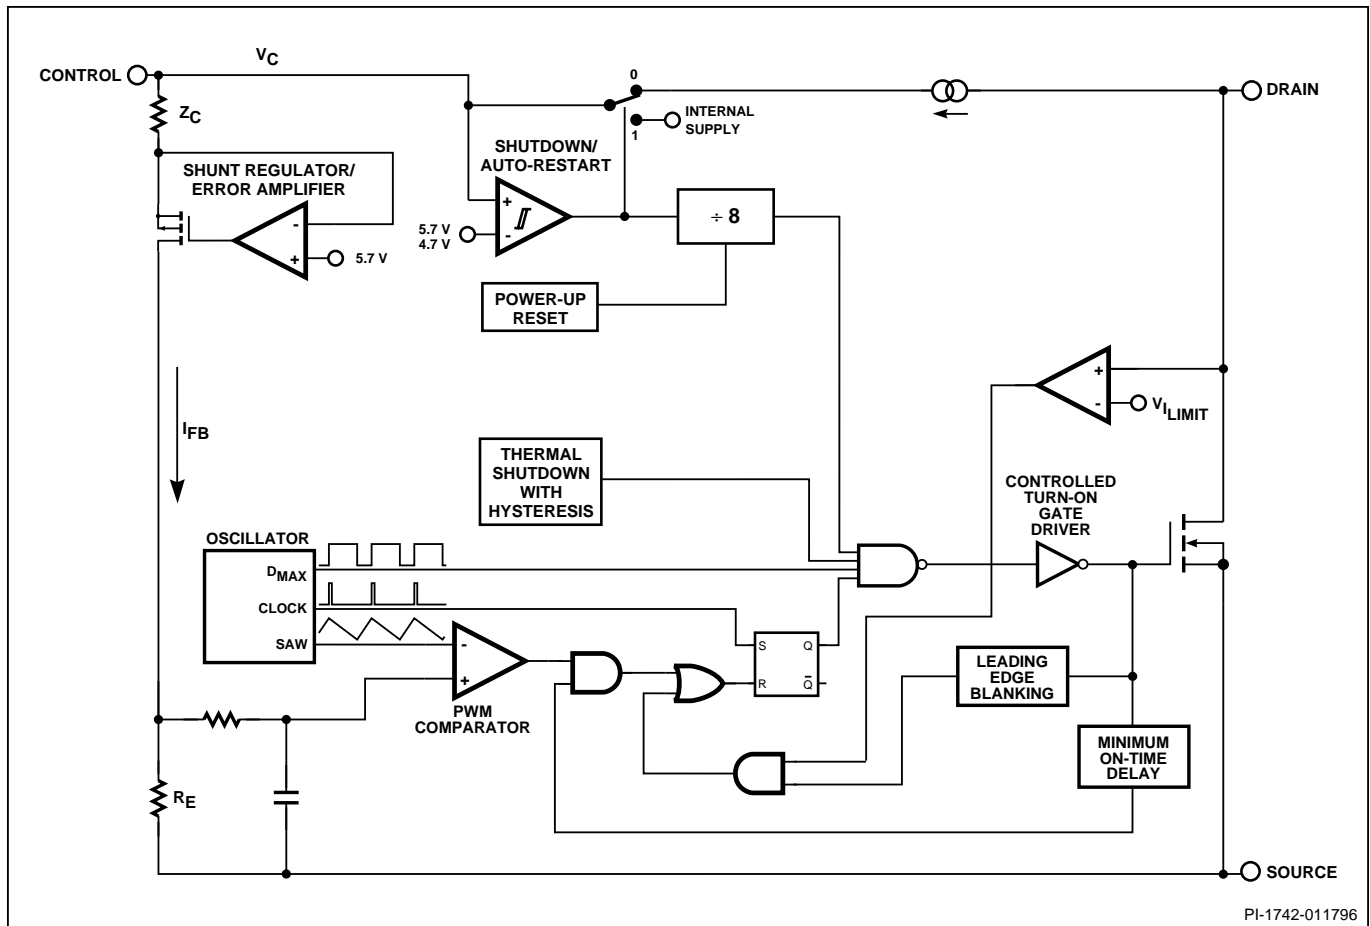 V_C
CONTROL
Z_C
0
DRAIN
INTERNAL
SUPPLY
1
SHUTDOWN/
AUTO-RESTART
SHUNT REGULATOR/
ERROR AMPLIFIER
+
-
5.7 V
4.7 V
÷ 8
-
+
5.7 V
POWER-UP
RESET
+
-
V_I_LIMIT
I_FB
THERMAL
SHUTDOWN
WITH
HYSTERESIS
CONTROLLED
TURN-ON
GATE
DRIVER
OSCILLATOR
D_MAX
CLOCK
SAW
-
+
PWM
COMPARATOR
S
Q
R
Q̅
LEADING
EDGE
BLANKING
MINIMUM
ON-TIME
DELAY
R_E
SOURCE
PI-1742-011796